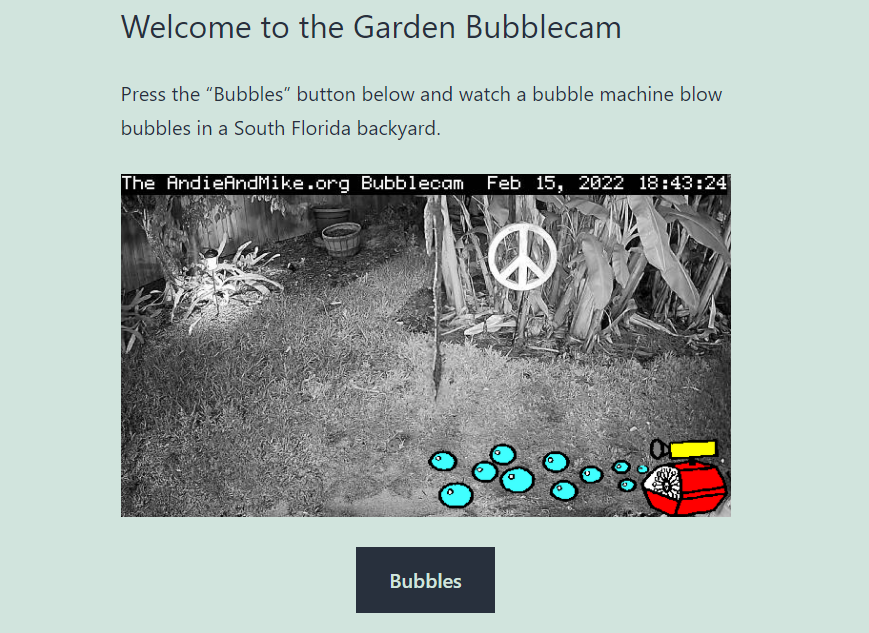 Welcome to the Garden Bubblecam
Press the “Bubbles” button below and watch a bubble machine blow
bubbles in a South Florida backyard.
The AndieAndMike.org Bubblecam Feb 15, 2022 18:43:24
Bubbles